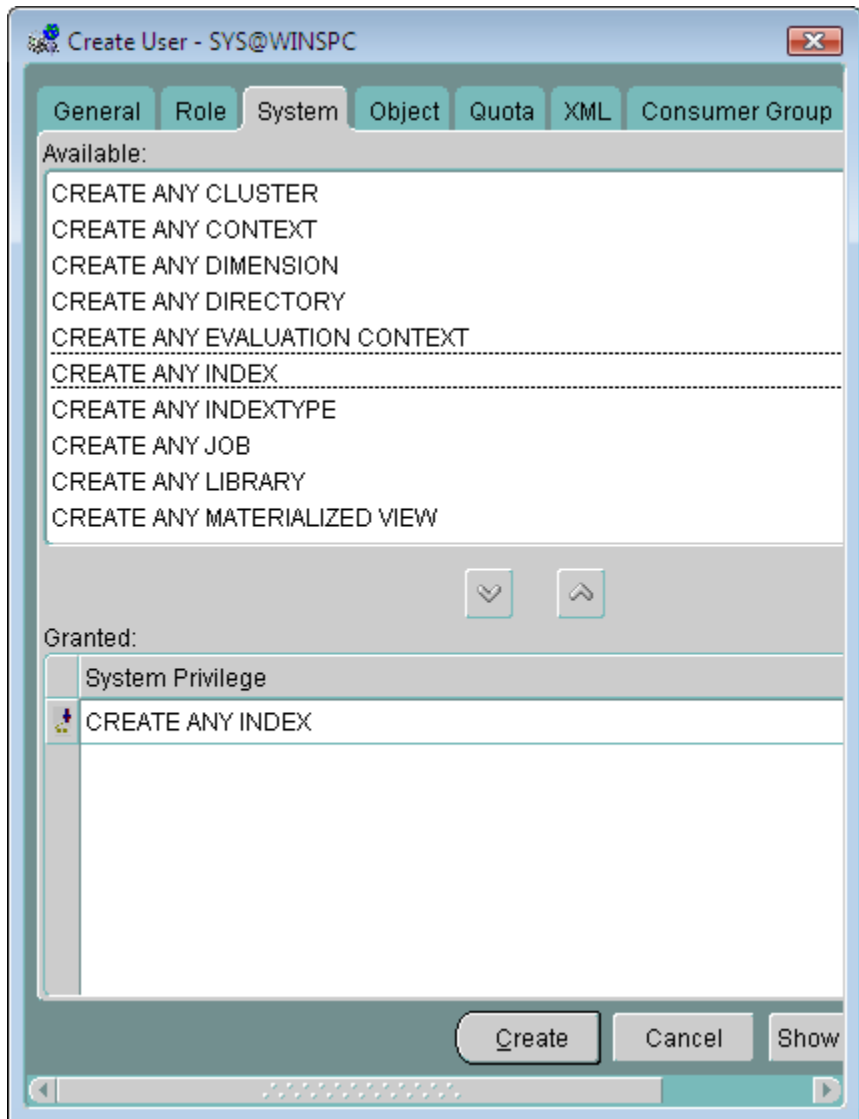 Create User - SYS@WINSPC
General Role System Object Quota XML Consumer Group
Available:
CREATE ANY CLUSTER
CREATE ANY CONTEXT
CREATE ANY DIMENSION
CREATE ANY DIRECTORY
CREATE ANY EVALUATION CONTEXT
CREATE ANY INDEX
CREATE ANY INDEXTYPE
CREATE ANY JOB
CREATE ANY LIBRARY
CREATE ANY MATERIALIZED VIEW
Granted:
System Privilege
CREATE ANY INDEX
Create Cancel Show